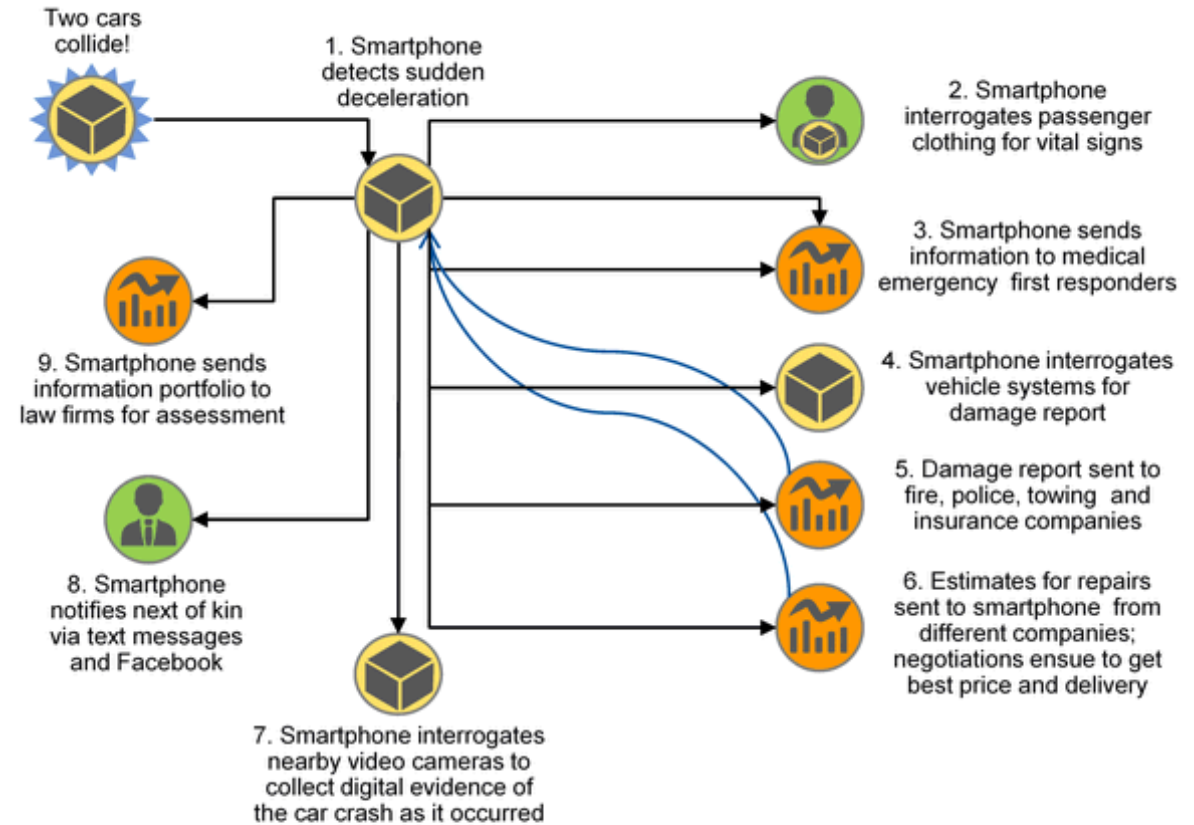 Two cars
collide!
1. Smartphone
detects sudden
deceleration
2. Smartphone
interrogates passenger
clothing for vital signs
3. Smartphone sends
information to medical
emergency first responders
4. Smartphone interrogates
vehicle systems for
damage report
5. Damage report sent to
fire, police, towing and
insurance companies
6. Estimates for repairs
sent to smartphone from
different companies;
negotiations ensue to get
best price and delivery
7. Smartphone interrogates
nearby video cameras to
collect digital evidence of
the car crash as it occurred
8. Smartphone
notifies next of kin
via text messages
and Facebook
9. Smartphone sends
information portfolio to
law firms for assessment